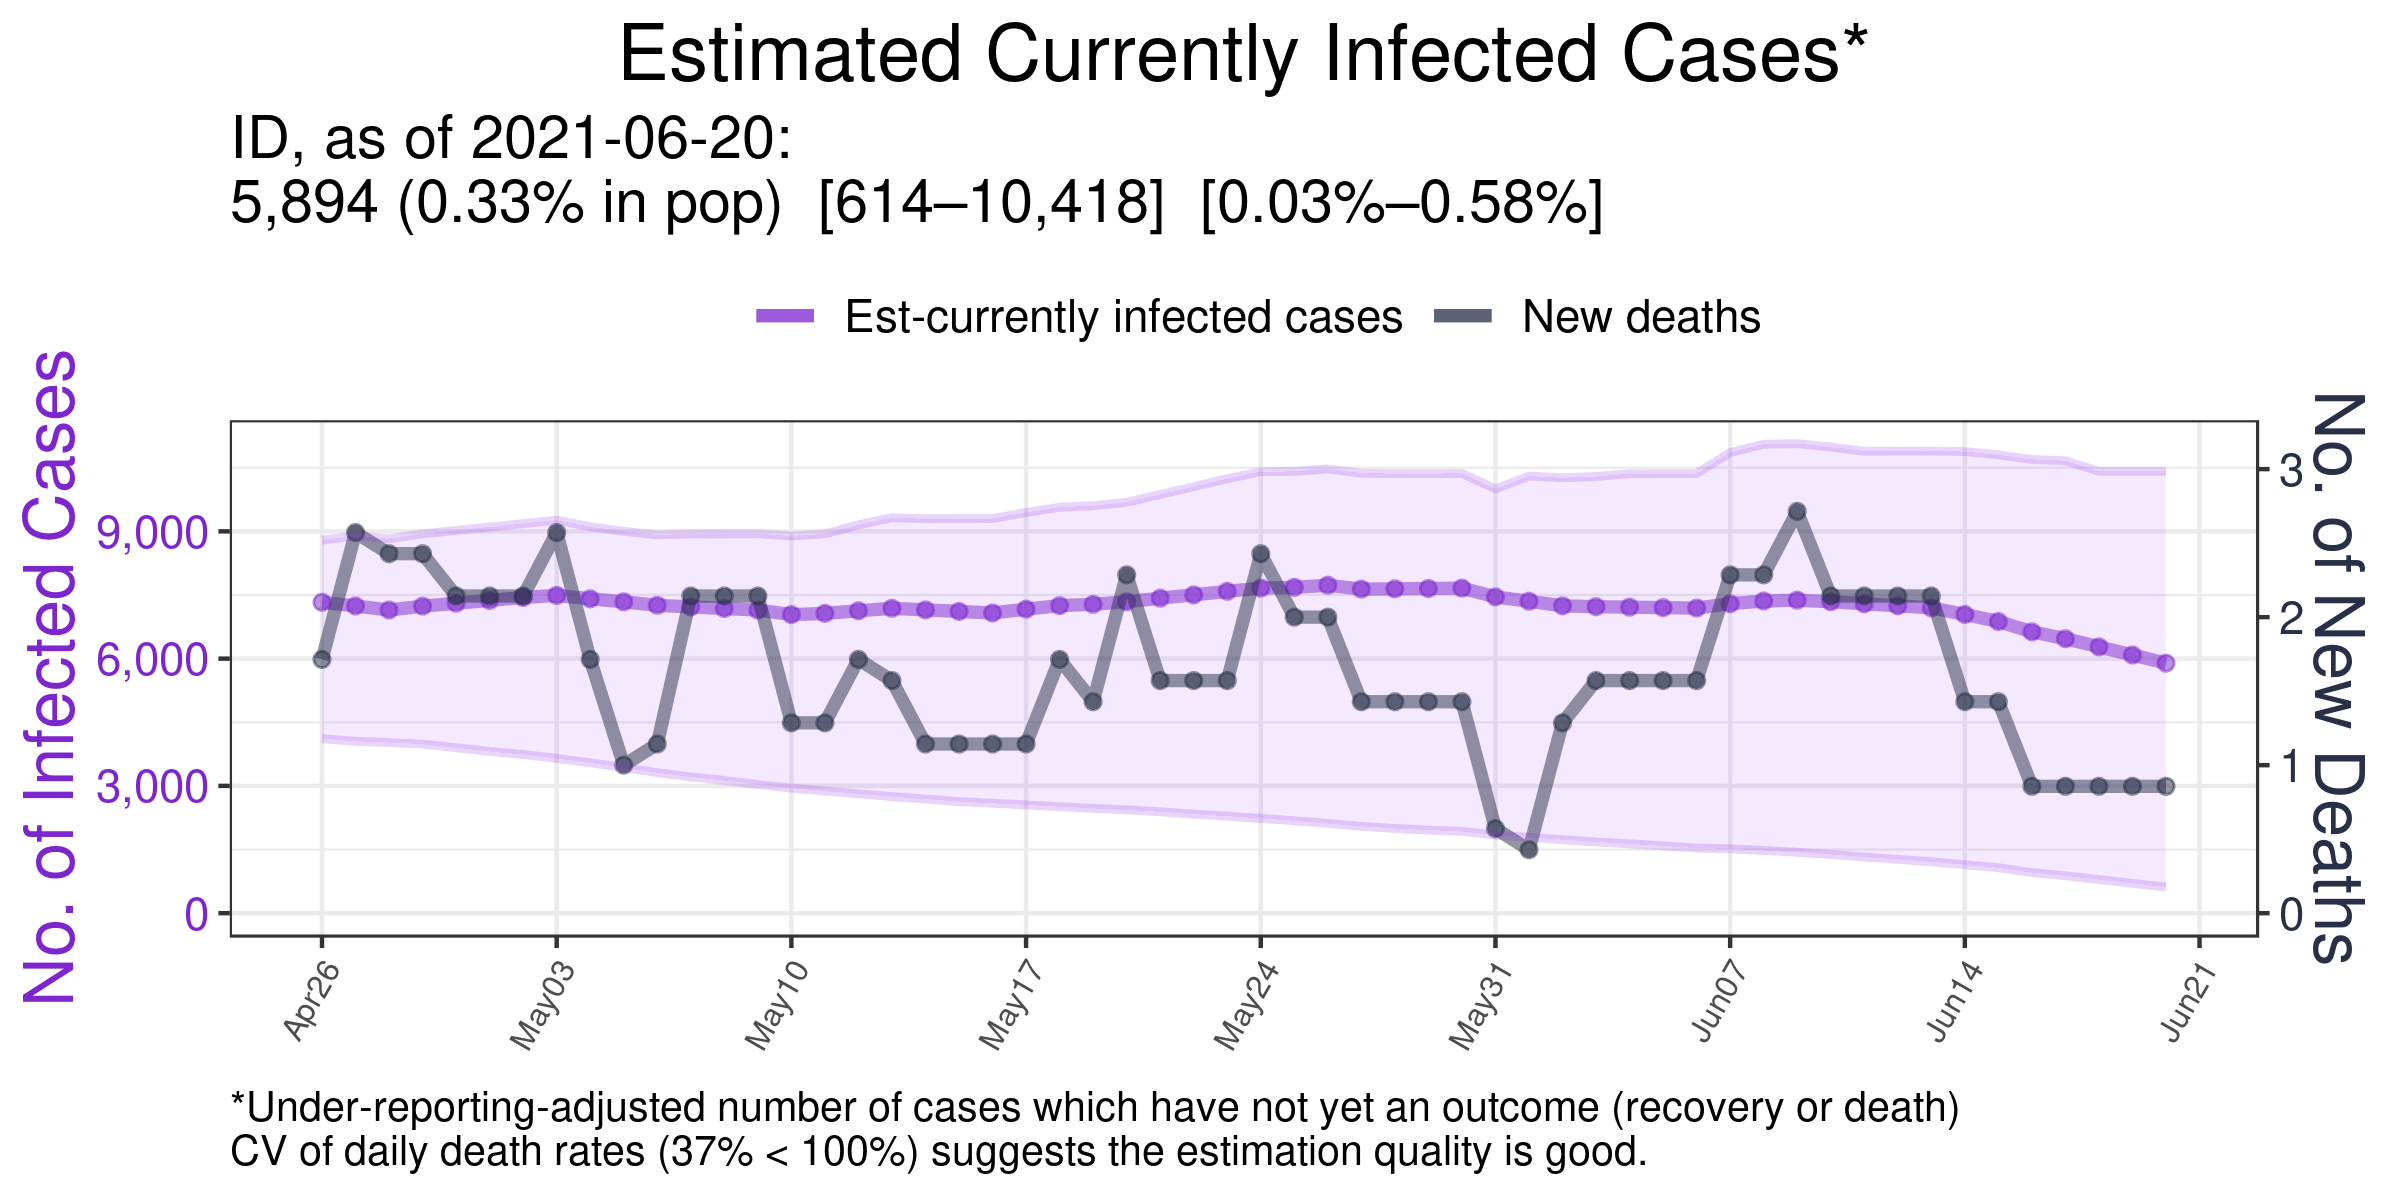 Estimated Currently Infected Cases*
ID, as of 2021-06-20:
5,894 (0.33% in pop) [614–10,418] [0.03%–0.58%]
Est-currently infected cases New deaths
No. of Infected Cases
9,000
6,000
3,000
0
3
2
1
0
No. of New Deaths
Apr26 May03 May10 May17 May24 May31 Jun07 Jun14 Jun21
*Under-reporting-adjusted number of cases which have not yet an outcome (recovery or death)
CV of daily death rates (37% < 100%) suggests the estimation quality is good.